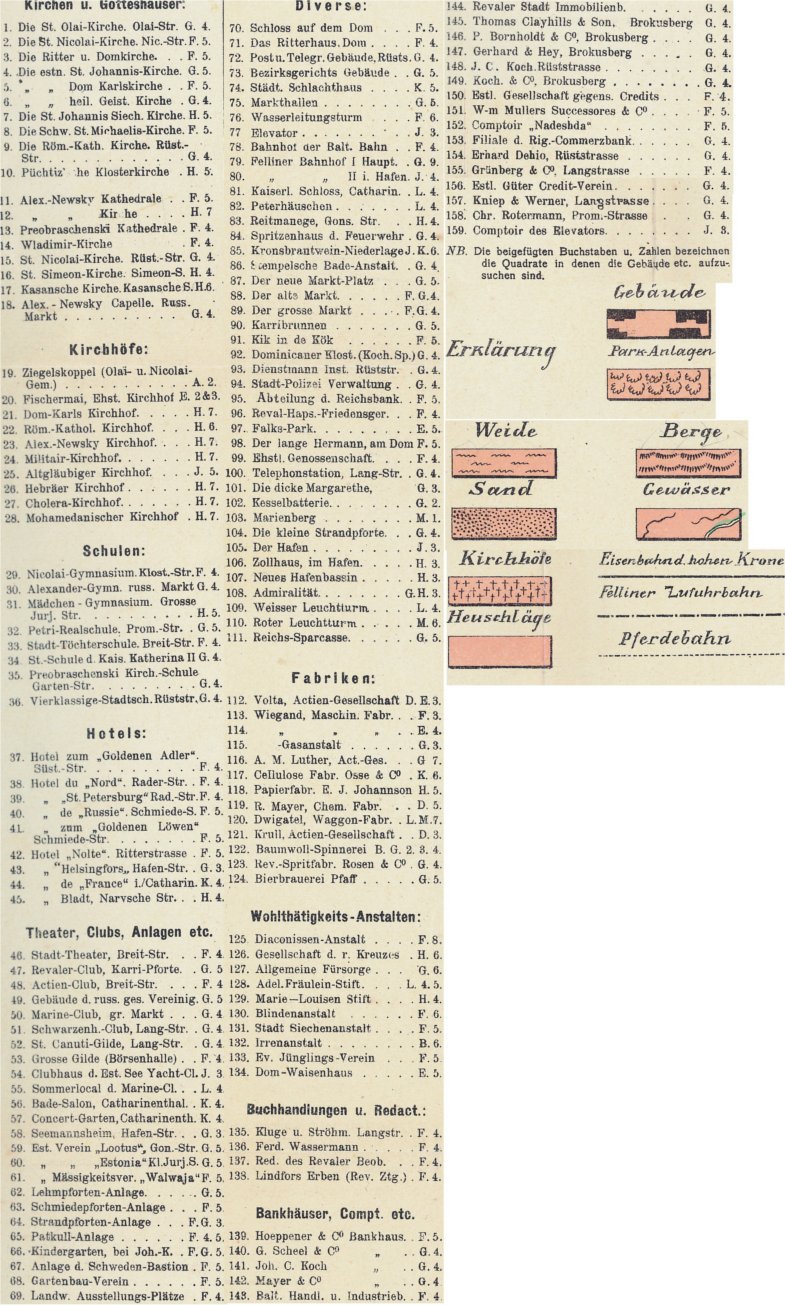 Kirchen u. Gotteshäuser:
1. Die St. Olai-Kirche. Olai-Str. G. 4.
2. Die St. Nicolai-Kirche. Nic.-Str. F. 5.
3. Die Ritter u. Domkirche. . . F. 5.
4. Die estn. St. Johannis-Kirche. G. 5.
5. „ „ Dom Karlskirche . . F. 5.
6. „ „ heil. Geist. Kirche . G. 4.
7. Die St. Johannis Siech. Kirche. H. 5.
8. Die Schw. St. Michaelis-Kirche. F. 5.
9. Die Röm.-Kath. Kirche. Rüst.-
Str. . . . . . . . . . . G. 4.
10. Püchtiz' he Klosterkirche . H. 5.
11. Alex.-Newsky Kathedrale . . F. 5.
12. „ „ Kir he . . . . H. 7
13. Preobraschenski Kathedrale . F. 4.
14. Wladimir-Kirche . F. 4.
15. St. Nicolai-Kirche. Rüst.-Str. G. 4.
16. St. Simeon-Kirche. Simeon-S. H. 4.
17. Kasansche Kirche. Kasansche S. H.6.
18. Alex. - Newsky Capelle. Russ.
Markt . . . . . . . . . . G. 4.
Kirchhöfe:
19. Ziegelskoppel (Olai- u. Nicolai-
Gem.) . . . . . . . . . A. 2.
20. Fischermai, Ehst. Kirchhof E. 2&3.
21. Dom-Karls Kirchhof. . . . . H. 7.
22. Röm.-Kathol. Kirchhof. . . . H. 6.
23. Alex.-Newsky Kirchhof. . . . H. 7.
24. Militair-Kirchhof. . . . . . H. 7.
25. Altgläubiger Kirchhof. . . . J. 5.
26. Hebräer Kirchhof . . . . . . H. 7.
27. Cholera-Kirchhof. . . . . . . H. 7.
28. Mohamedanischer Kirchhof . H. 7.
Schulen:
29. Nicolai-Gymnasium. Klost.-Str. F. 4.
30. Alexander-Gymn. russ. Markt G. 4.
31. Mädchen - Gymnasium. Grosse
Jurj. Str. . . . . . . . . . H. 5.
32. Petri-Realschule. Prom.-Str. . G. 5.
33. Stadt-Töchterschule. Breit-Str. F. 4.
34 St.-Schule d. Kais. Katherina II G. 4.
35. Preobraschenski Kirch.-Schule
Garten-Str. . . . . . . . . G. 4.
36. Vierklassige-Stadtsch. Rüststr. G. 4.
Hotels:
37. Hotel zum „Goldenen Adler“.
Süst.-Str. . . . . . . . . . F. 4.
38. Hotel du „Nord“. Rader-Str. . F. 4.
39. „ „St. Petersburg“ Rad.-Str. F. 4.
40. „ de „Russie“. Schmiede-S. F. 5.
41. „ zum „Goldenen Löwen“
Schmiede-Str. . . . . . . . F. 5.
42. Hotel „Nolte“. Ritterstrasse . F. 5.
43. „ “Helsingfors„ Hafen-Str. . G. 3.
44. „ de „France“ i./Catharin. K. 4.
45. „ Bladt, Narvsche Str. . . H. 4.
Theater, Clubs, Anlagen etc.
46. Stadt-Theater, Breit-Str. . . F. 4
47. Revaler-Club, Karri-Pforte. . G. 5
48. Actien-Club, Breit-Str. . . . F. 4
49. Gebäude d. russ. ges. Vereinig. G. 5
50. Marine-Club, gr. Markt . . . G. 4
51. Schwarzenh.-Club, Lang-Str. . G. 4
52. St. Canuti-Gilde, Lang-Str. . G. 4
53. Grosse Gilde (Börsenhalle) . . F. 4.
54. Clubhaus d. Est. See Yacht-Cl. J. 3.
55. Sommerlocal d. Marine-Cl. . . L. 4.
56. Bade-Salon, Catharinenthal. . K. 4.
57. Concert-Garten, Catharinenth. K. 4.
58. Seemannsheim, Hafen-Str. . . G. 3.
59. Est. Verein „Lootus“, Gon.-Str. G. 5.
60. „ „ „Estonia“ Kl.Jurj.S. G. 5.
61. „ Mässigkeitsver. „Walwaja“ F. 5.
62. Lehmpforten-Anlage. . . . . . G. 5.
63. Schmiedepforten-Anlage . . . F. 5.
64. Strandpforten-Anlage . . . F.G. 3.
65. Patkull-Anlage . . . . . F. 4. 5.
66. Kindergarten, bei Joh.-K. . F.G. 5.
67. Anlage d. Schweden-Bastion . F. 5.
68. Gartenbau-Verein . . . . . . F. 5.
69. Landw. Ausstellungs-Plätze . F. 4.
Diverse:
70. Schloss auf dem Dom . . . F. 5.
71. Das Ritterhaus. Dom . . . . F. 4.
72. Post u. Telegr. Gebäude, Rüsts. G. 4.
73. Bezirksgerichts Gebäude . . G. 5.
74. Städt. Schlachthaus . . . . K. 5.
75. Markthallen . . . . . . . G. 5.
76. Wasserleitungsturm . . . . F. 6.
77 Elevator . . . . . . . . . J. 3.
78. Bahnhof der Balt. Bahn . . F. 4.
79. Felliner Bahnhof I Haupt. . G. 9.
80. „ „ II i. Hafen. J. 4.
81. Kaiserl. Schloss, Catharin. . L. 4.
82. Peterhäuschen . . . . . . L. 4.
83. Reitmanege, Gons. Str. . . H. 4.
84. Spritzenhaus d. Feuerwehr . G. 4.
85. Kronsbrantwein-Niederlage J. K. 6.
86. Stempelsche Bade-Anstalt. . G. 4.
87. Der neue Markt-Platz . . . G. 5.
88. Der alte Markt. . . . . . F. G. 4.
89. Der grosse Markt . . . . F. G. 4.
90. Karribrunnen . . . . . . . G. 5.
91. Kik in de Kök . . . . . . F. 5.
92. Dominicaner Klost. (Koch. Sp.) G. 4.
93. Dienstmann Inst. Rüststr. . G. 4.
94. Stadt-Polizei Verwaltung . . G. 4.
95. Abteilung d. Reichsbank. . F. 5.
96. Reval-Haps.-Friedensger. . . F. 4.
97. Falks-Park. . . . . . . . E. 5.
98. Der lange Hermann, am Dom F. 5.
99. Ehstl. Genossenschaft. . . . F. 4.
100. Telephonstation, Lang-Str. . G. 4.
101. Die dicke Margarethe, G. 3.
102. Kesselbatterie. . . . . . . G. 2.
103. Marienberg . . . . . . . . M. 1.
104. Die kleine Strandpforte. . . G. 4.
105. Der Hafen . . . . . . . . J. 3.
106. Zollhaus, im Hafen. . . . . H. 3.
107. Neues Hafenbassin . . . . . H. 3.
108. Admiralität. . . . . . . G.H. 3.
109. Weisser Leuchtturm . . . . L. 4.
110. Roter Leuchtturm . . . . . M. 6.
111. Reichs-Sparcasse. . . . . . G. 5.
Fabriken:
112. Volta, Actien-Gesellschaft D. E. 3.
113. Wiegand, Maschin. Fabr. . . F. 3.
114. „ „ „ . . E. 4.
115. -Gasanstalt . . . . . . G. 3.
116. A. M. Luther, Act.-Ges. . . G 7.
117. Cellulose Fabr. Osse & Cº . K. 6.
118. Papierfabr. E. J. Johannson H. 5.
119. R. Mayer, Chem. Fabr. . . D. 5.
120. Dwigatel, Waggon-Fabr. . L.M.7.
121. Krull, Actien-Gesellschaft . . D. 3.
122. Baumwoll-Spinnerei B. G. 2. 3. 4.
123. Rev.-Spritfabr. Rosen & Cº . G. 4.
124. Bierbrauerei Pfaff . . . . . G. 5.
Wohlthätigkeits-Anstalten:
125. Diaconissen-Anstalt . . . . F. 8.
126. Gesellschaft d. r. Kreuzes . H. 6.
127. Allgemeine Fürsorge . . . G. 6.
128. Adel. Fräulein-Stift. . . . L. 4. 5.
129. Marie—Louisen Stift . . . . H. 4.
130. Blindenanstalt . . . . . . F. 6.
131. Stadt Siechenanstalt . . . . F. 5.
132. Irrenanstalt . . . . . . . B. 6.
133. Ev. Jünglings-Verein . . . F. 5.
134. Dom-Waisenhaus . . . . . E. 5.
Buchhandlungen u. Redact.:
135. Kluge u. Ströhm. Langstr. . F. 4.
136. Ferd. Wassermann . . . . . F. 4.
137. Red. des Revaler Beob. . . F. 4.
138. Lindfors Erben (Rev. Ztg.) . F. 4.
Bankhäuser, Compt. etc.
139. Hoeppener & Cº Bankhaus. . F. 5.
140. G. Scheel & Cº „ . . G. 4.
141. Joh. C. Koch „ . . G. 4.
142. Mayer & Cº „ . . G. 4
143. Balt. Handl. u. Industrieb. . F. 4.
144. Revaler Stadt Immobilienb. G. 4.
145. Thomas Clayhills & Son, Brokusberg G. 4.
146. P. Bornholdt & Cº, Brokusberg . . . . G. 4.
147. Gerhard & Hey, Brokusberg . . . . . G. 4.
148. J. C. Koch. Rüststrasse . . . . . . G. 4.
149. Koch. & Cº, Brokusberg . . . . . . . G. 4.
150. Estl. Gesellschaft gegens. Credits . . . F. 4.
151. W-m Mullers Successores & Cº . . . F. 5.
152. Comptoir „Nadeshda“ . . . . . . . F. 5.
153. Filiale d. Rig.-Commerzbank. . . . . G. 4.
154. Erhard Dehio, Rüststrasse . . . . . G. 4.
155. Grünberg & Cº, Langstrasse . . . . . F. 4.
156. Estl. Güter Credit-Verein . . . . . . G. 4.
157. Kniep & Werner, Langstrasse . . . . G. 4.
158. Chr. Rotermann, Prom.-Strasse . . . G. 4.
159. Comptoir des Elevators. . . . . . . J. 3.
NB. Die beigefügten Buchstaben u. Zahlen bezeichnen
die Quadrate in denen die Gebäude etc. aufzu-
suchen sind.
Erklärung
Gebäude
Park-Anlagen
Weide
Berge
Sand
Gewässer
Kirchhöfe
Eisenbahn d. hohen Krone
Heuschläge
Felliner Zufuhrbahn
Pferdebahn